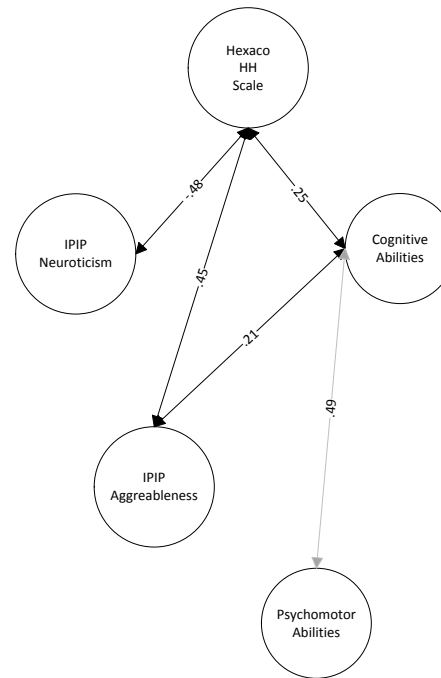 Hexaco
HH
Scale
-.48
.25
IPIP
Neuroticism
Cognitive
Abilities
.45
.21
.49
IPIP
Aggreableness
Psychomotor
Abilities